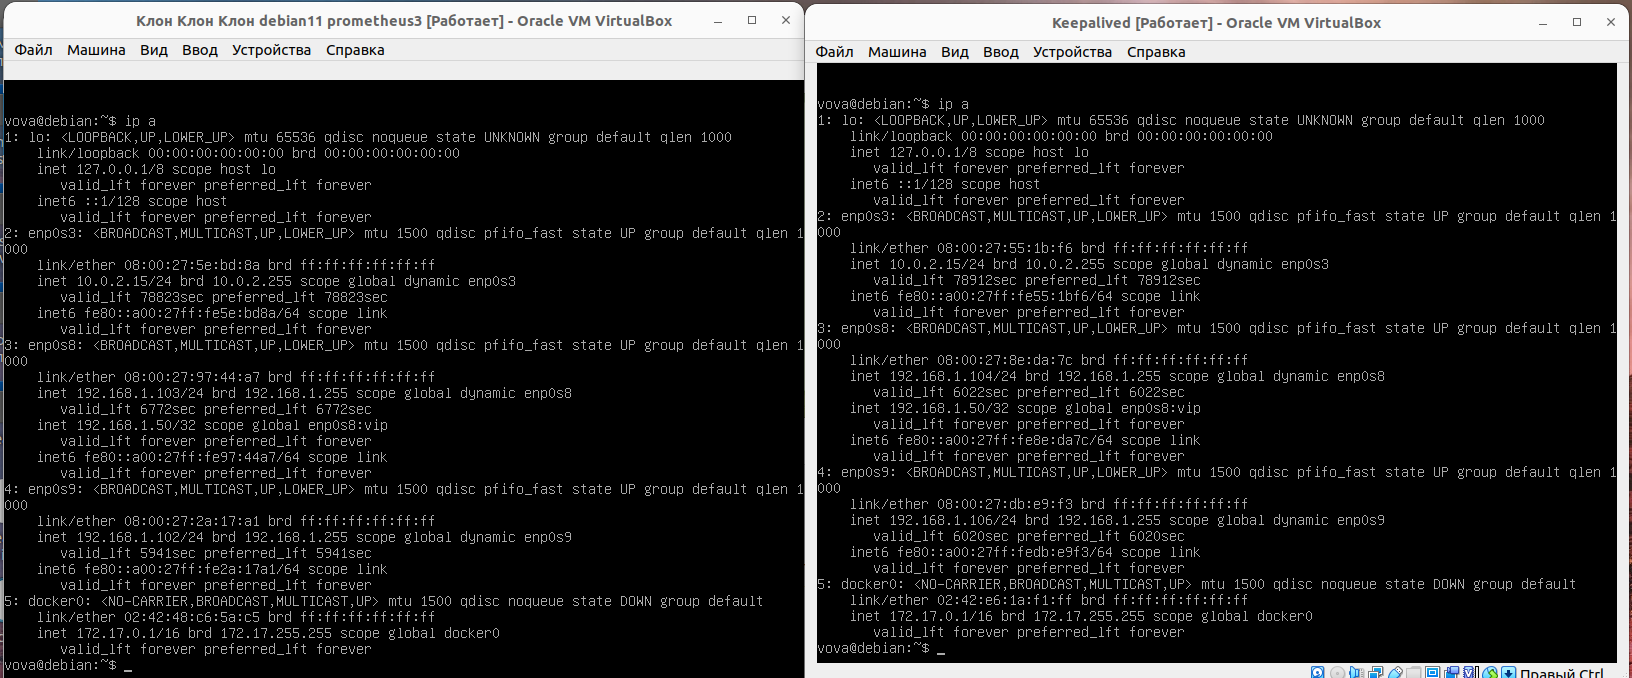 Клон Клон Клон debian11 prometheus3 [Работает] - Oracle VM VirtualBox
Файл Машина Вид Ввод Устройства Справка
vova@debian:~$ ip a
1: lo: <LOOPBACK,UP,LOWER_UP> mtu 65536 qdisc noqueue state UNKNOWN group default qlen 1000
link/loopback 00:00:00:00:00:00 brd 00:00:00:00:00:00
inet 127.0.0.1/8 scope host lo
valid_lft forever preferred_lft forever
inet6 ::1/128 scope host
valid_lft forever preferred_lft forever
2: enp0s3: <BROADCAST,MULTICAST,UP,LOWER_UP> mtu 1500 qdisc pfifo_fast state UP group default qlen 1
000
link/ether 08:00:27:5e:bd:8a brd ff:ff:ff:ff:ff:ff
inet 10.0.2.15/24 brd 10.0.2.255 scope global dynamic enp0s3
valid_lft 78823sec preferred_lft 78823sec
inet6 fe80::a00:27ff:fe5e:bd8a/64 scope link
valid_lft forever preferred_lft forever
3: enp0s8: <BROADCAST,MULTICAST,UP,LOWER_UP> mtu 1500 qdisc pfifo_fast state UP group default qlen 1
000
link/ether 08:00:27:97:44:a7 brd ff:ff:ff:ff:ff:ff
inet 192.168.1.103/24 brd 192.168.1.255 scope global dynamic enp0s8
valid_lft 6772sec preferred_lft 6772sec
inet 192.168.1.50/32 scope global enp0s8:vip
valid_lft forever preferred_lft forever
inet6 fe80::a00:27ff:fe97:44a7/64 scope link
valid_lft forever preferred_lft forever
4: enp0s9: <BROADCAST,MULTICAST,UP,LOWER_UP> mtu 1500 qdisc pfifo_fast state UP group default qlen 1
000
link/ether 08:00:27:2a:17:a1 brd ff:ff:ff:ff:ff:ff
inet 192.168.1.102/24 brd 192.168.1.255 scope global dynamic enp0s9
valid_lft 5941sec preferred_lft 5941sec
inet6 fe80::a00:27ff:fe2a:17a1/64 scope link
valid_lft forever preferred_lft forever
5: docker0: <NO-CARRIER,BROADCAST,MULTICAST,UP> mtu 1500 qdisc noqueue state DOWN group default
link/ether 02:42:48:c6:5a:c5 brd ff:ff:ff:ff:ff:ff
inet 172.17.0.1/16 brd 172.17.255.255 scope global docker0
valid_lft forever preferred_lft forever
vova@debian:~$ _
Keepalived [Работает] - Oracle VM VirtualBox
Файл Машина Вид Ввод Устройства Справка
vova@debian:~$ ip a
1: lo: <LOOPBACK,UP,LOWER_UP> mtu 65536 qdisc noqueue state UNKNOWN group default qlen 1000
link/loopback 00:00:00:00:00:00 brd 00:00:00:00:00:00
inet 127.0.0.1/8 scope host lo
valid_lft forever preferred_lft forever
inet6 ::1/128 scope host
valid_lft forever preferred_lft forever
2: enp0s3: <BROADCAST,MULTICAST,UP,LOWER_UP> mtu 1500 qdisc pfifo_fast state UP group default qlen 1
000
link/ether 08:00:27:55:1b:f6 brd ff:ff:ff:ff:ff:ff
inet 10.0.2.15/24 brd 10.0.2.255 scope global dynamic enp0s3
valid_lft 78912sec preferred_lft 78912sec
inet6 fe80::a00:27ff:fe55:1bf6/64 scope link
valid_lft forever preferred_lft forever
3: enp0s8: <BROADCAST,MULTICAST,UP,LOWER_UP> mtu 1500 qdisc pfifo_fast state UP group default qlen 1
000
link/ether 08:00:27:8e:da:7c brd ff:ff:ff:ff:ff:ff
inet 192.168.1.104/24 brd 192.168.1.255 scope global dynamic enp0s8
valid_lft 6022sec preferred_lft 6022sec
inet 192.168.1.50/32 scope global enp0s8:vip
valid_lft forever preferred_lft forever
inet6 fe80::a00:27ff:fe8e:da7c/64 scope link
valid_lft forever preferred_lft forever
4: enp0s9: <BROADCAST,MULTICAST,UP,LOWER_UP> mtu 1500 qdisc pfifo_fast state UP group default qlen 1
000
link/ether 08:00:27:db:e9:f3 brd ff:ff:ff:ff:ff:ff
inet 192.168.1.106/24 brd 192.168.1.255 scope global dynamic enp0s9
valid_lft 6020sec preferred_lft 6020sec
inet6 fe80::a00:27ff:fedb:e9f3/64 scope link
valid_lft forever preferred_lft forever
5: docker0: <NO-CARRIER,BROADCAST,MULTICAST,UP> mtu 1500 qdisc noqueue state DOWN group default
link/ether 02:42:e6:1a:f1:ff brd ff:ff:ff:ff:ff:ff
inet 172.17.0.1/16 brd 172.17.255.255 scope global docker0
valid_lft forever preferred_lft forever
vova@debian:~$ _
Правый Ctrl